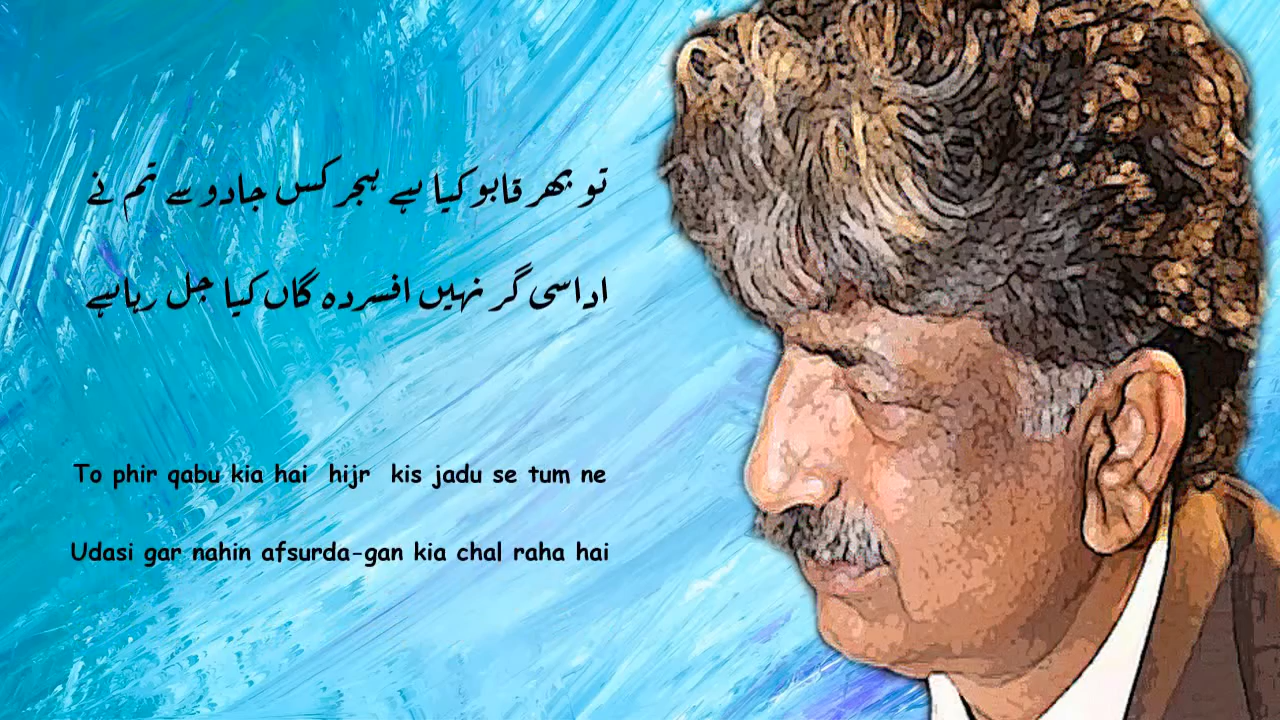 تو پھر قابو کیا ہے ہجر کس جادو سے تم نے
اداسی گر نہیں افسردہ گاں کیا جل رہا ہے
To phir qabu kia hai hijr kis jadu se tum ne
Udasi gar nahin afsurda-gan kia chal raha hai